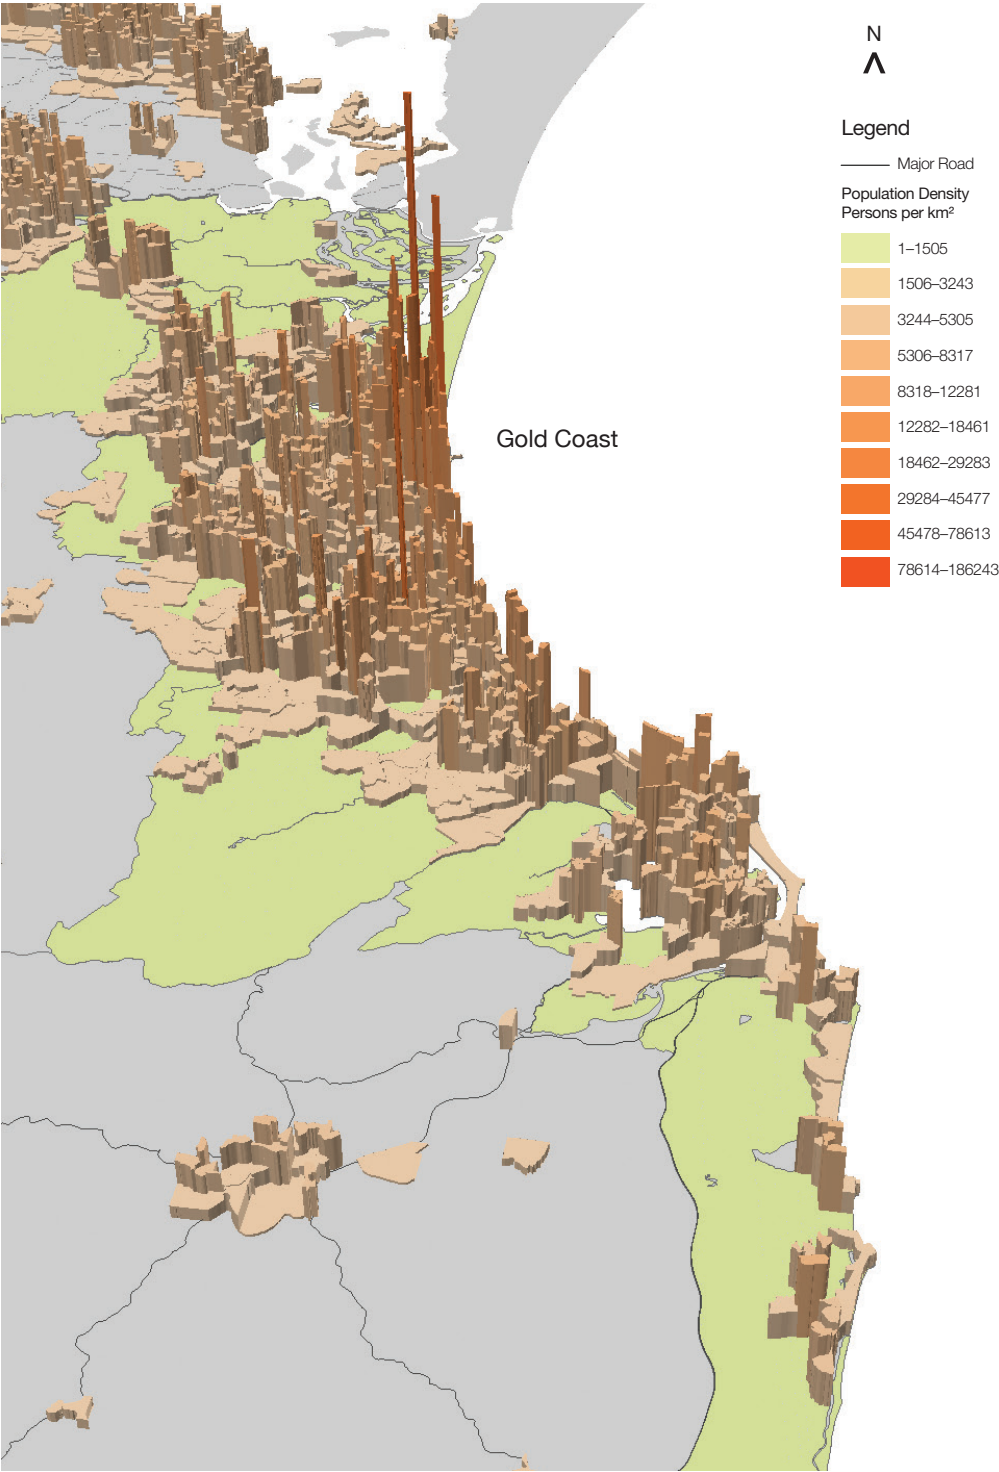 N
Legend
Major Road
Population Density
Persons per km²
1–1505
1506–3243
3244–5305
5306–8317
8318–12281
12282–18461
18462–29283
29284–45477
45478–78613
78614–186243
Gold Coast